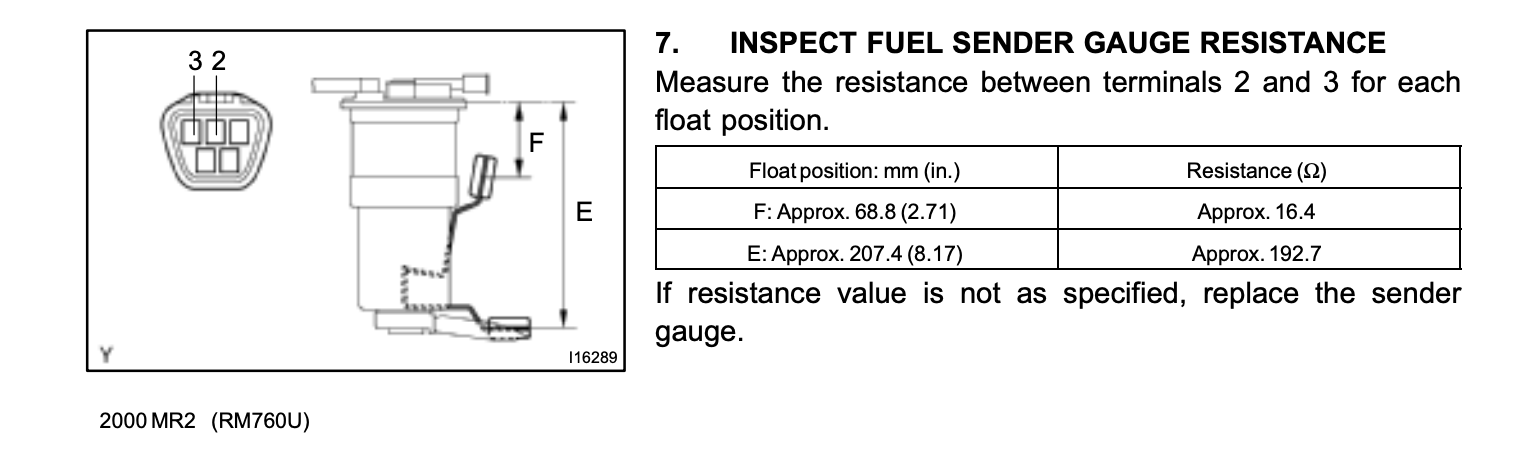 3 2
F
E
Y
I16289
7. INSPECT FUEL SENDER GAUGE RESISTANCE
Measure the resistance between terminals 2 and 3 for each
float position.
Float position: mm (in.) Resistance (Ω)
F: Approx. 68.8 (2.71) Approx. 16.4
E: Approx. 207.4 (8.17) Approx. 192.7
If resistance value is not as specified, replace the sender
gauge.
2000 MR2 (RM760U)